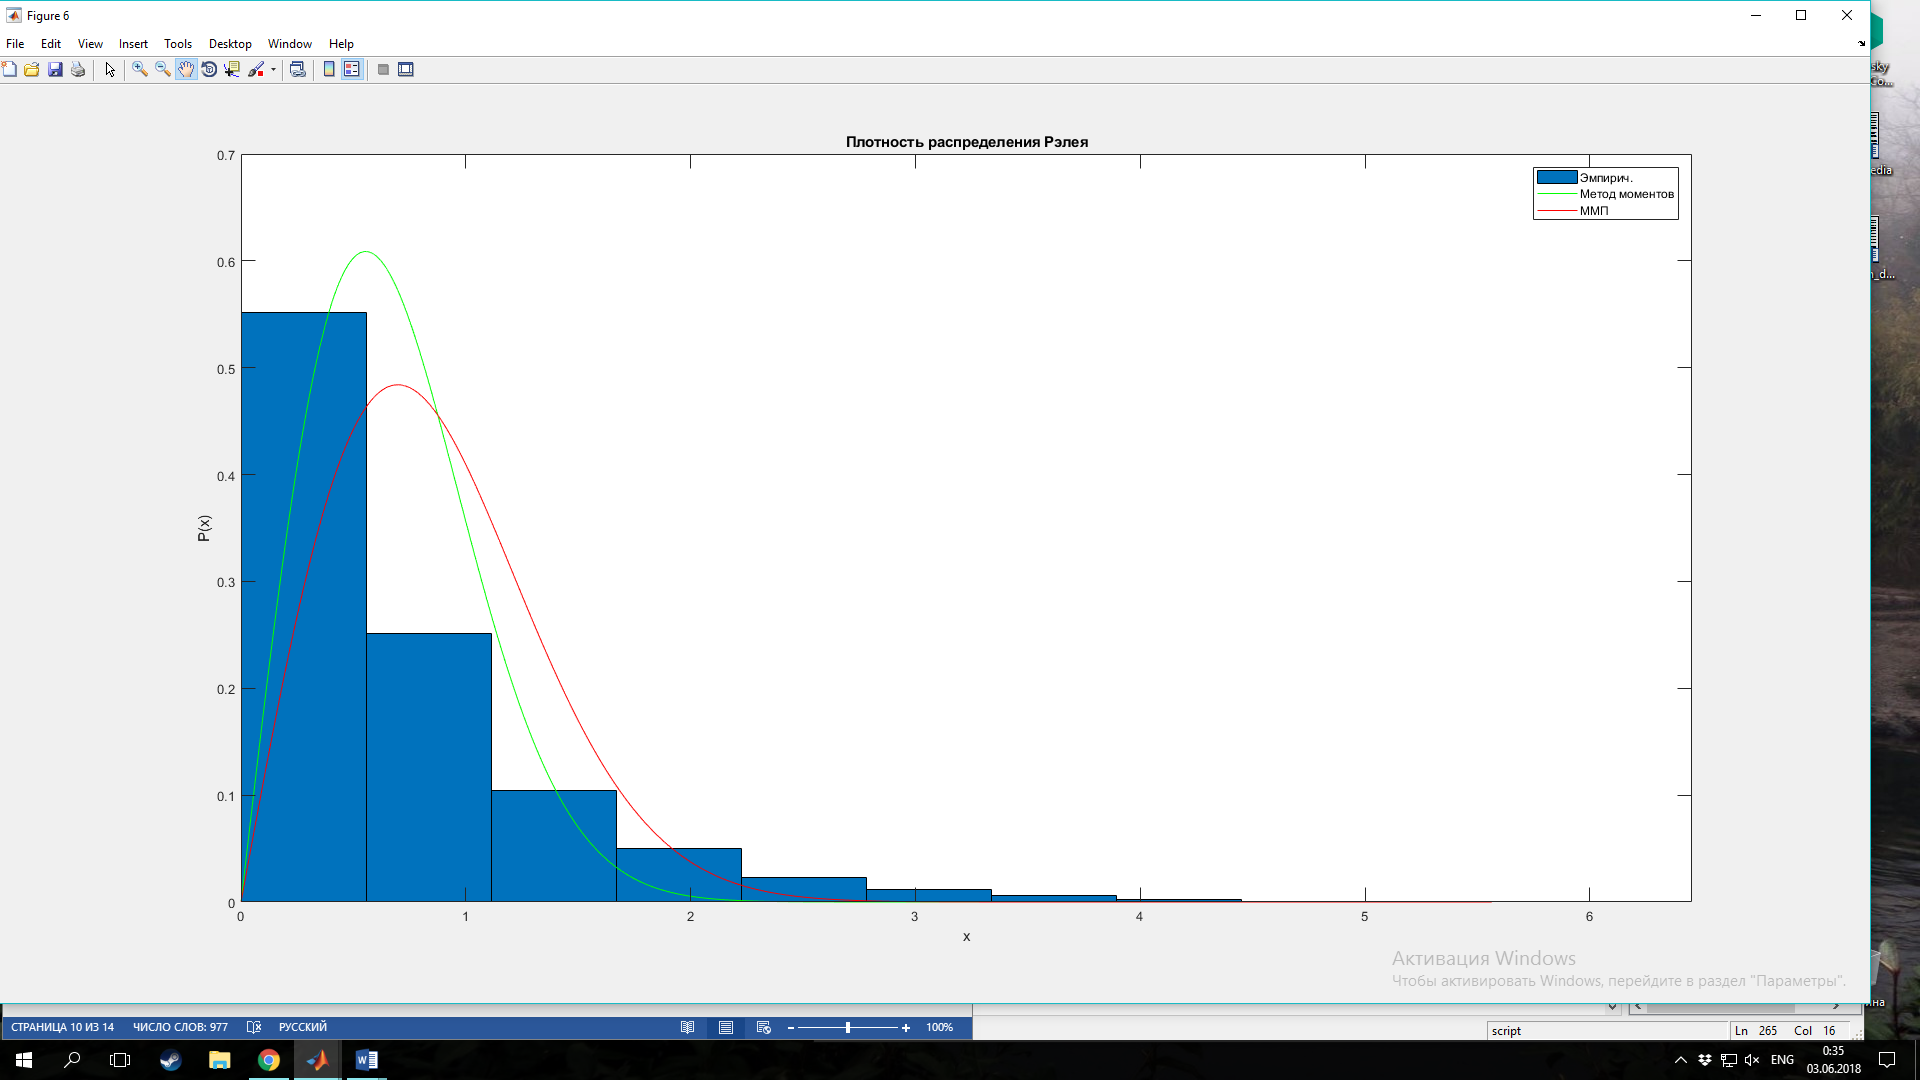 Figure 6
File Edit View Insert Tools Desktop Window Help
Плотность распределения Рэлея
Эмпирич.
Метод моментов
ММП
0.7
0.6
0.5
0.4
0.3
0.2
0.1
0
P(x)
0 1 2 3 4 5 6
x
Активация Windows
Чтобы активировать Windows, перейдите в раздел "Параметры".
СТРАНИЦА 10 ИЗ 14 ЧИСЛО СЛОВ: 977 РУССКИЙ 100%
script Ln 265 Col 16
ENG
0:35
03.06.2018